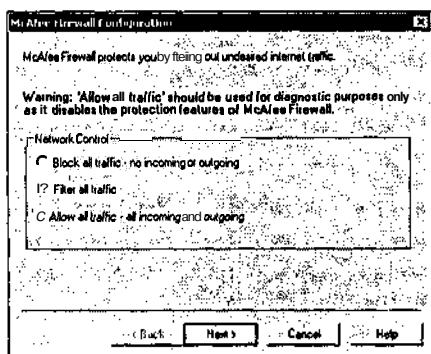 McAfee Firewall Configuration
McAfee Firewall protects you by fteing out undesired internet traffic.
Warning: 'Allow all traffic' should be used for diagnostic purposes only
as it disables the protection features of McAfee Firewall.
Network Control
C Block all traffic - no incoming or outgoing
I? Filter all traffic
C Allow all traffic - all incoming and outgoing
< Back
Next >
Cancel
Help